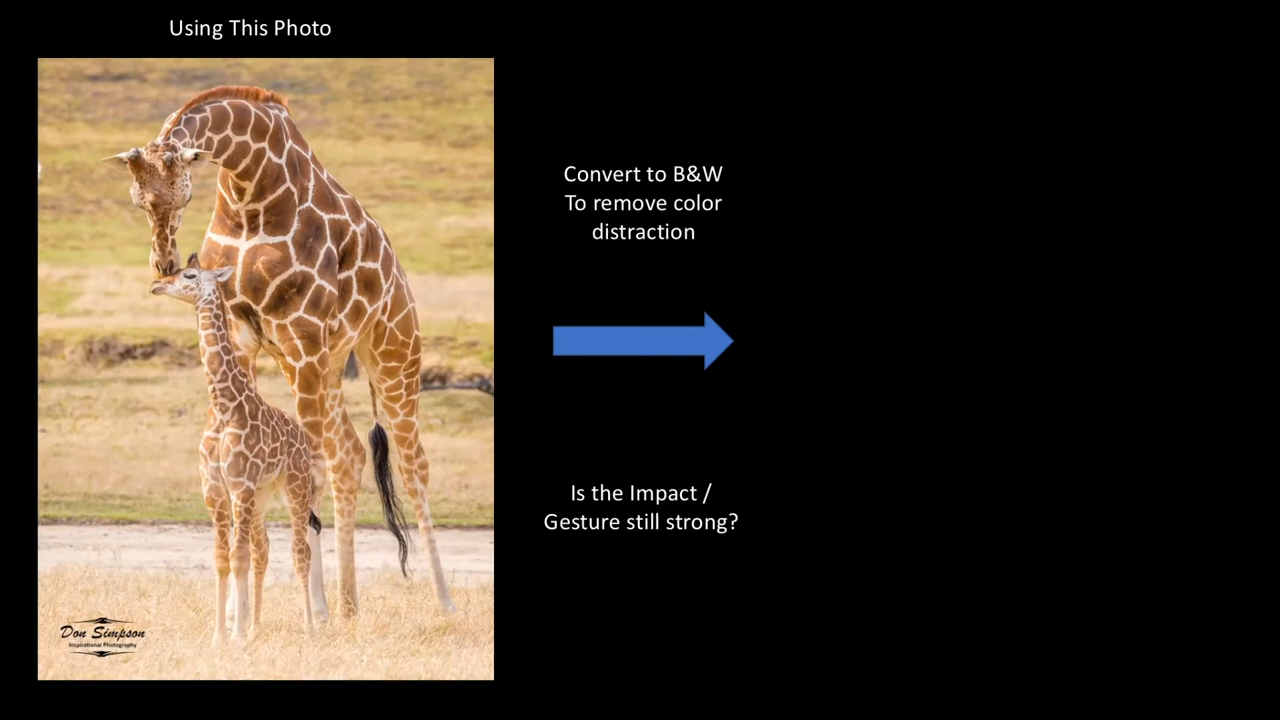 Using This Photo
Convert to B&W
To remove color
distraction
Is the Impact /
Gesture still strong?
Don Simpson
Inspirational Photography